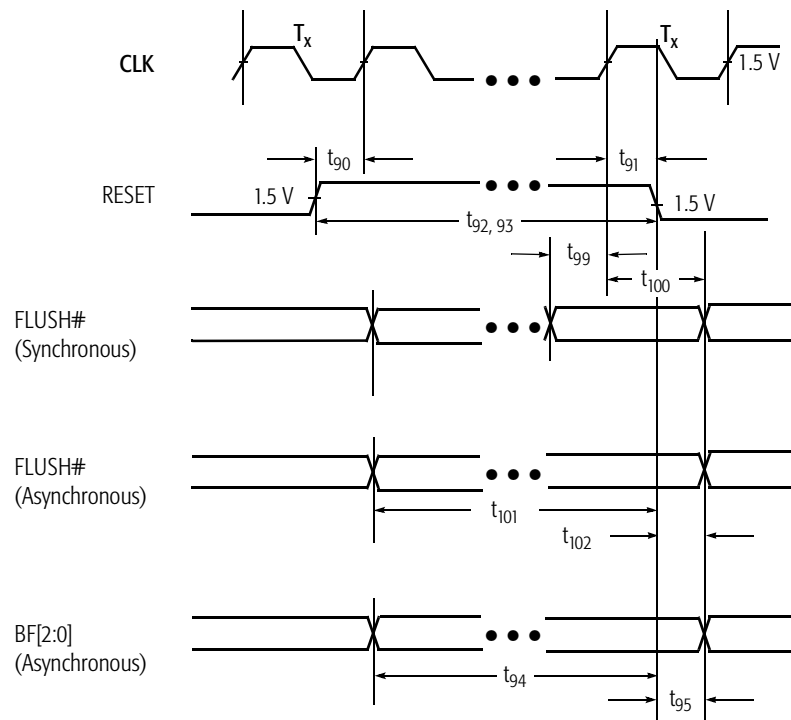 Tx
Tx
CLK
1.5 V
t90
t91
RESET
1.5 V
1.5 V
t92, 93
t99
t100
FLUSH#
(Synchronous)
FLUSH#
(Asynchronous)
t101
t102
BF[2:0]
(Asynchronous)
t94
t95